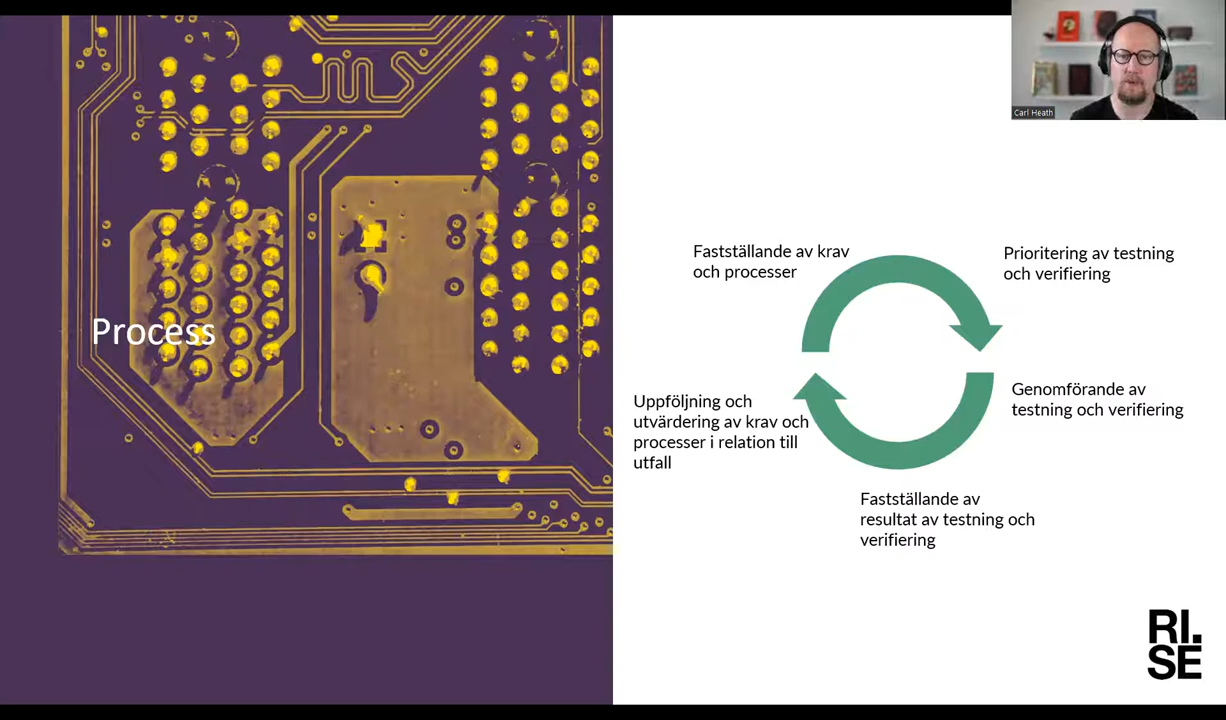 Carl Heath
Process
Fastställande av krav
och processer
Prioritering av testning
och verifiering
Genomförande av
testning och verifiering
Fastställande av
resultat av testning och
verifiering
Uppföljning och
utvärdering av krav och
processer i relation till
utfall
RI.
SE